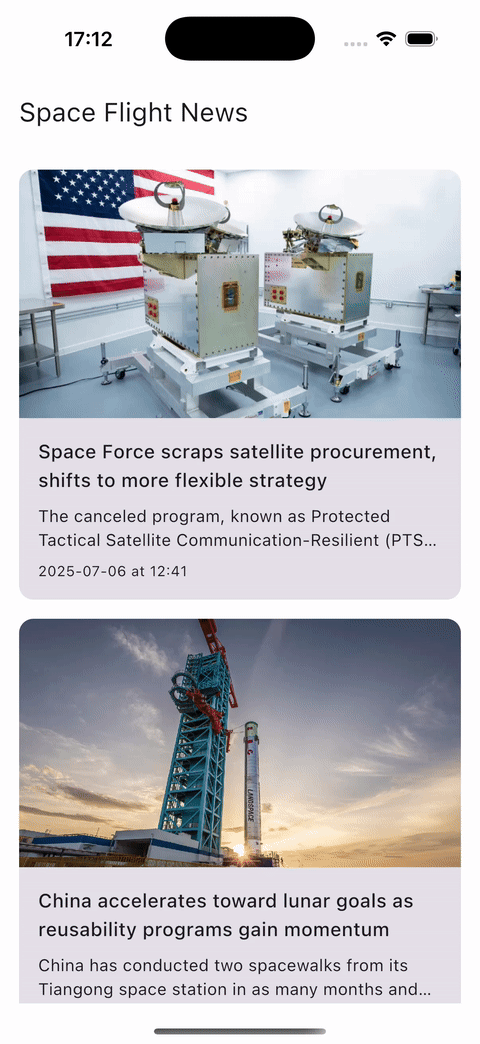 17:12
Space Flight News
Space Force scraps satellite procurement,
shifts to more flexible strategy
The canceled program, known as Protected
Tactical Satellite Communication-Resilient (PTS...
2025-07-06 at 12:41
LANDSPACE
China accelerates toward lunar goals as
reusability programs gain momentum
China has conducted two spacewalks from its
Tiangong space station in as many months and...